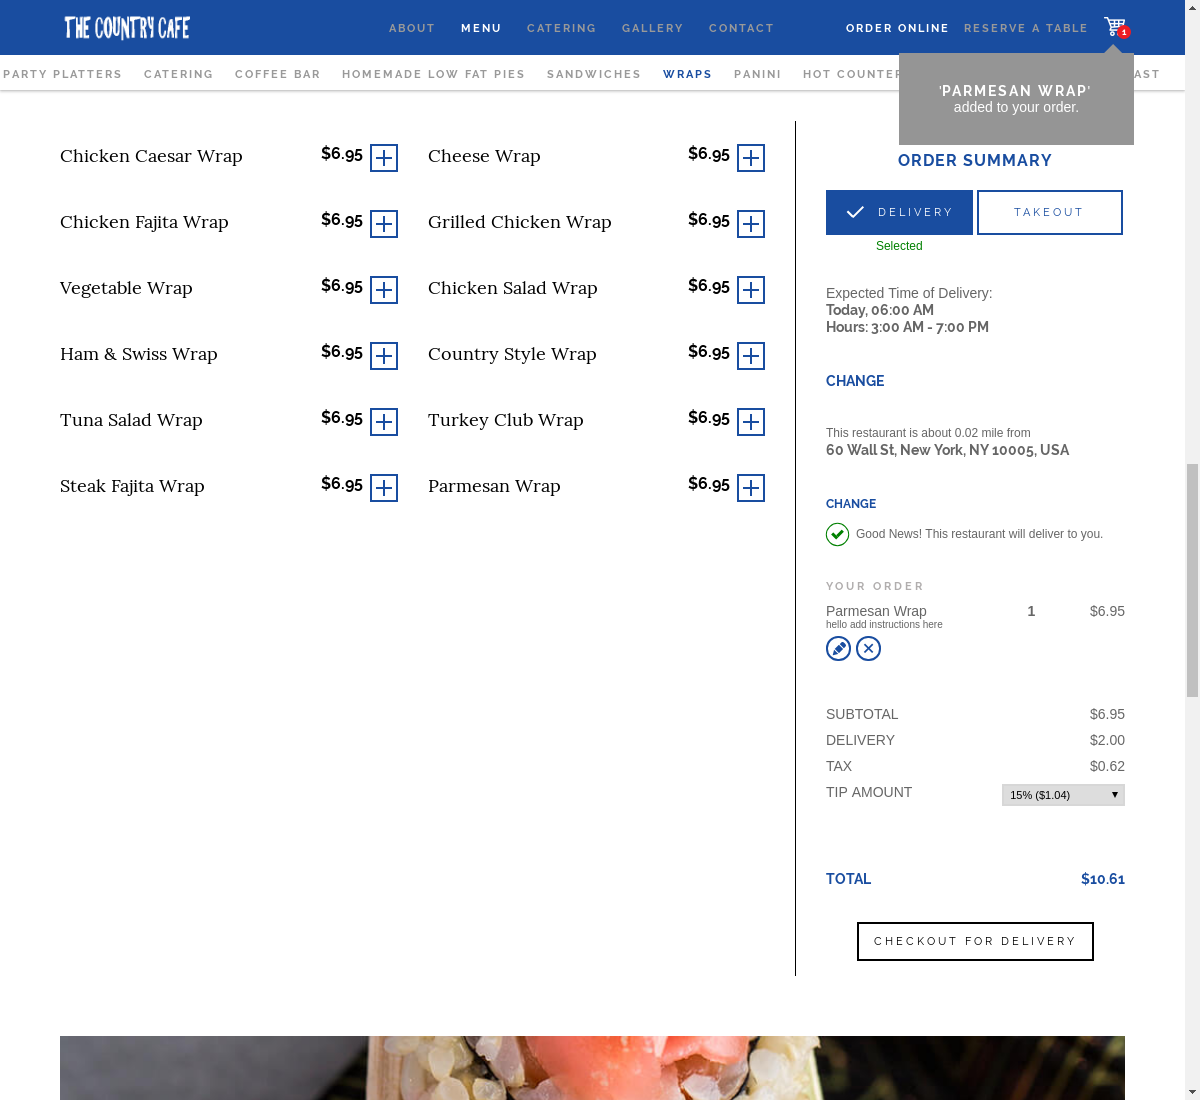 THE COUNTRY CAFE
ABOUT MENU CATERING GALLERY CONTACT ORDER ONLINE RESERVE A TABLE 1
PARTY PLATTERS CATERING COFFEE BAR HOMEMADE LOW FAT PIES SANDWICHES WRAPS PANINI HOT COUNTER AST
'PARMESAN WRAP'
added to your order.
Chicken Caesar Wrap $6.95
Cheese Wrap $6.95
Chicken Fajita Wrap $6.95
Grilled Chicken Wrap $6.95
Vegetable Wrap $6.95
Chicken Salad Wrap $6.95
Ham & Swiss Wrap $6.95
Country Style Wrap $6.95
Tuna Salad Wrap $6.95
Turkey Club Wrap $6.95
Steak Fajita Wrap $6.95
Parmesan Wrap $6.95
ORDER SUMMARY
DELIVERY TAKEOUT
Selected
Expected Time of Delivery:
Today, 06:00 AM
Hours: 3:00 AM - 7:00 PM
CHANGE
This restaurant is about 0.02 mile from
60 Wall St, New York, NY 10005, USA
CHANGE
Good News! This restaurant will deliver to you.
YOUR ORDER
Parmesan Wrap 1 $6.95
hello add instructions here
SUBTOTAL $6.95
DELIVERY $2.00
TAX $0.62
TIP AMOUNT 15% ($1.04)
TOTAL $10.61
CHECKOUT FOR DELIVERY